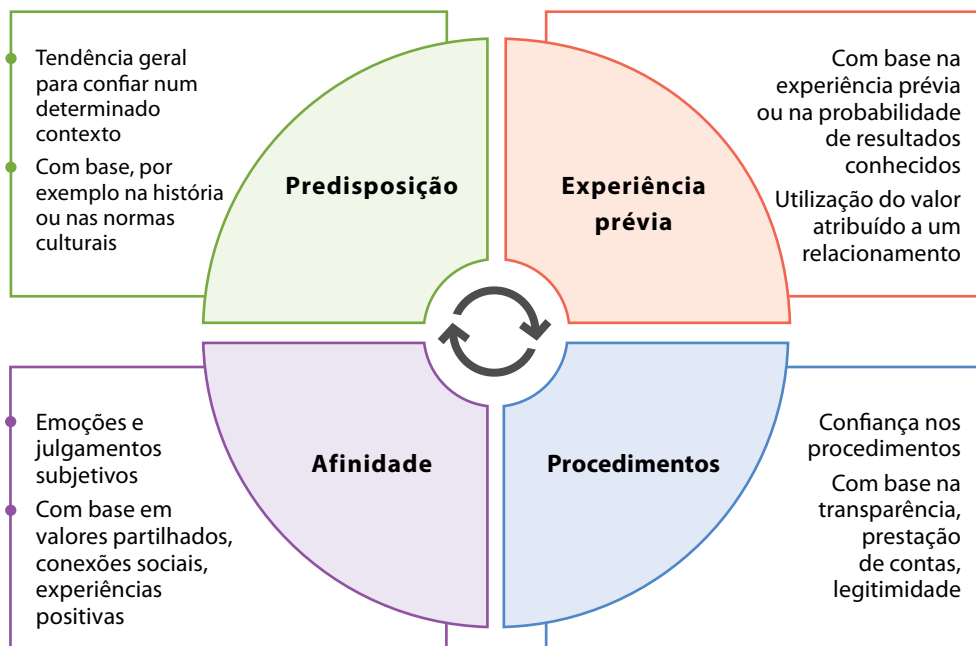 Tendência geral
para confiar num
determinado
contexto
Com base, por
exemplo na história
ou nas normas
culturais
Predisposição
Experiência
prévia
Com base na
experiência prévia
ou na probabilidade
de resultados
conhecidos
Utilização do valor
atribuído a um
relacionamento
Emoções e
julgamentos
subjetivos
Com base em
valores partilhados,
conexões sociais,
experiências
positivas
Afinidade
Procedimentos
Confiança nos
procedimentos
Com base na
transparência,
prestação
de contas,
legitimidade